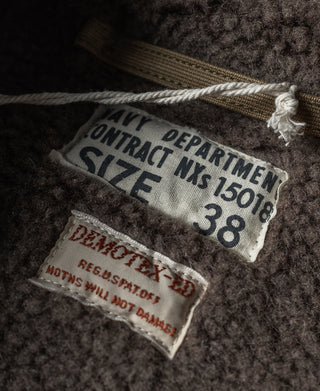 NAVY DEPARTMENT
CONTRACT NXs 15018
SIZE 38
DEMOTEX-ED
REG.U.S.PAT.OFF.
MOTHS WILL NOT DAMAGE